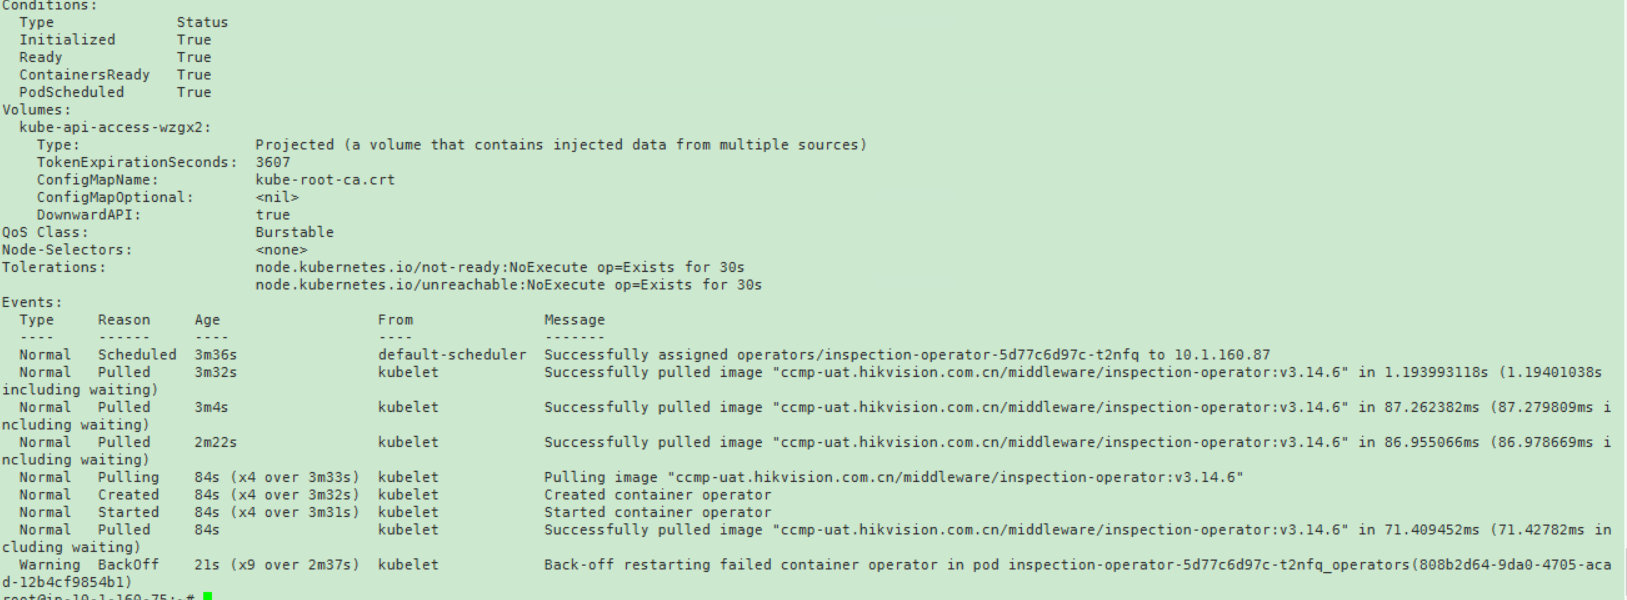 Conditions:
  Type              Status
  Initialized       True
  Ready             True
  ContainersReady   True
  PodScheduled      True
Volumes:
  kube-api-access-wzgx2:
    Type:                    Projected (a volume that contains injected data from multiple sources)
    TokenExpirationSeconds:  3607
    ConfigMapName:           kube-root-ca.crt
    ConfigMapOptional:       <nil>
    DownwardAPI:             true
QoS Class:                   Burstable
Node-Selectors:              <none>
Tolerations:                 node.kubernetes.io/not-ready:NoExecute op=Exists for 30s
                             node.kubernetes.io/unreachable:NoExecute op=Exists for 30s
Events:
  Type     Reason     Age                  From               Message
  ----     ------     ----                 ----               -------
  Normal   Scheduled  3m36s                default-scheduler  Successfully assigned operators/inspection-operator-5d77c6d97c-t2nfq to 10.1.160.87
  Normal   Pulled     3m32s                kubelet            Successfully pulled image "ccmp-uat.hikvision.com.cn/middleware/inspection-operator:v3.14.6" in 1.193993118s (1.19401038s
including waiting)
  Normal   Pulled     3m4s                 kubelet            Successfully pulled image "ccmp-uat.hikvision.com.cn/middleware/inspection-operator:v3.14.6" in 87.262382ms (87.279809ms i
ncluding waiting)
  Normal   Pulled     2m22s                kubelet            Successfully pulled image "ccmp-uat.hikvision.com.cn/middleware/inspection-operator:v3.14.6" in 86.955066ms (86.978669ms i
ncluding waiting)
  Normal   Pulling    84s (x4 over 3m33s)  kubelet            Pulling image "ccmp-uat.hikvision.com.cn/middleware/inspection-operator:v3.14.6"
  Normal   Created    84s (x4 over 3m32s)  kubelet            Created container operator
  Normal   Started    84s (x4 over 3m31s)  kubelet            Started container operator
  Normal   Pulled     84s                  kubelet            Successfully pulled image "ccmp-uat.hikvision.com.cn/middleware/inspection-operator:v3.14.6" in 71.409452ms (71.42782ms in
cluding waiting)
  Warning  BackOff    21s (x9 over 2m37s)  kubelet            Back-off restarting failed container operator in pod inspection-operator-5d77c6d97c-t2nfq_operators(808b2d64-9da0-4705-aca
d-12b4cf9854b1)
root@ip-10-1-160-75:~#